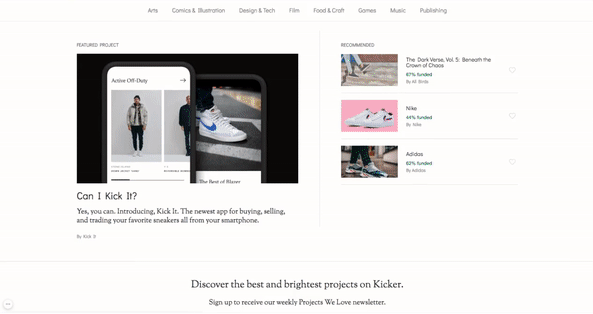 Arts Comics & Illustration Design & Tech Film Food & Craft Games Music Publishing
FEATURED PROJECT
Active Off-Duty
The Best of Blazer
Can I Kick It?
Yes, you can. Introducing, Kick It. The newest app for buying, selling,
and trading your favorite sneakers all from your smartphone.
By Kick It
RECOMMENDED
The Dark Verse, Vol. 5: Beneath the
Crown of Chaos
87% funded
By All Birds
Nike
44% funded
By Nike
Adidas
82% funded
By Adidas
Discover the best and brightest projects on Kicker.
Sign up to receive our weekly Projects We Love newsletter.